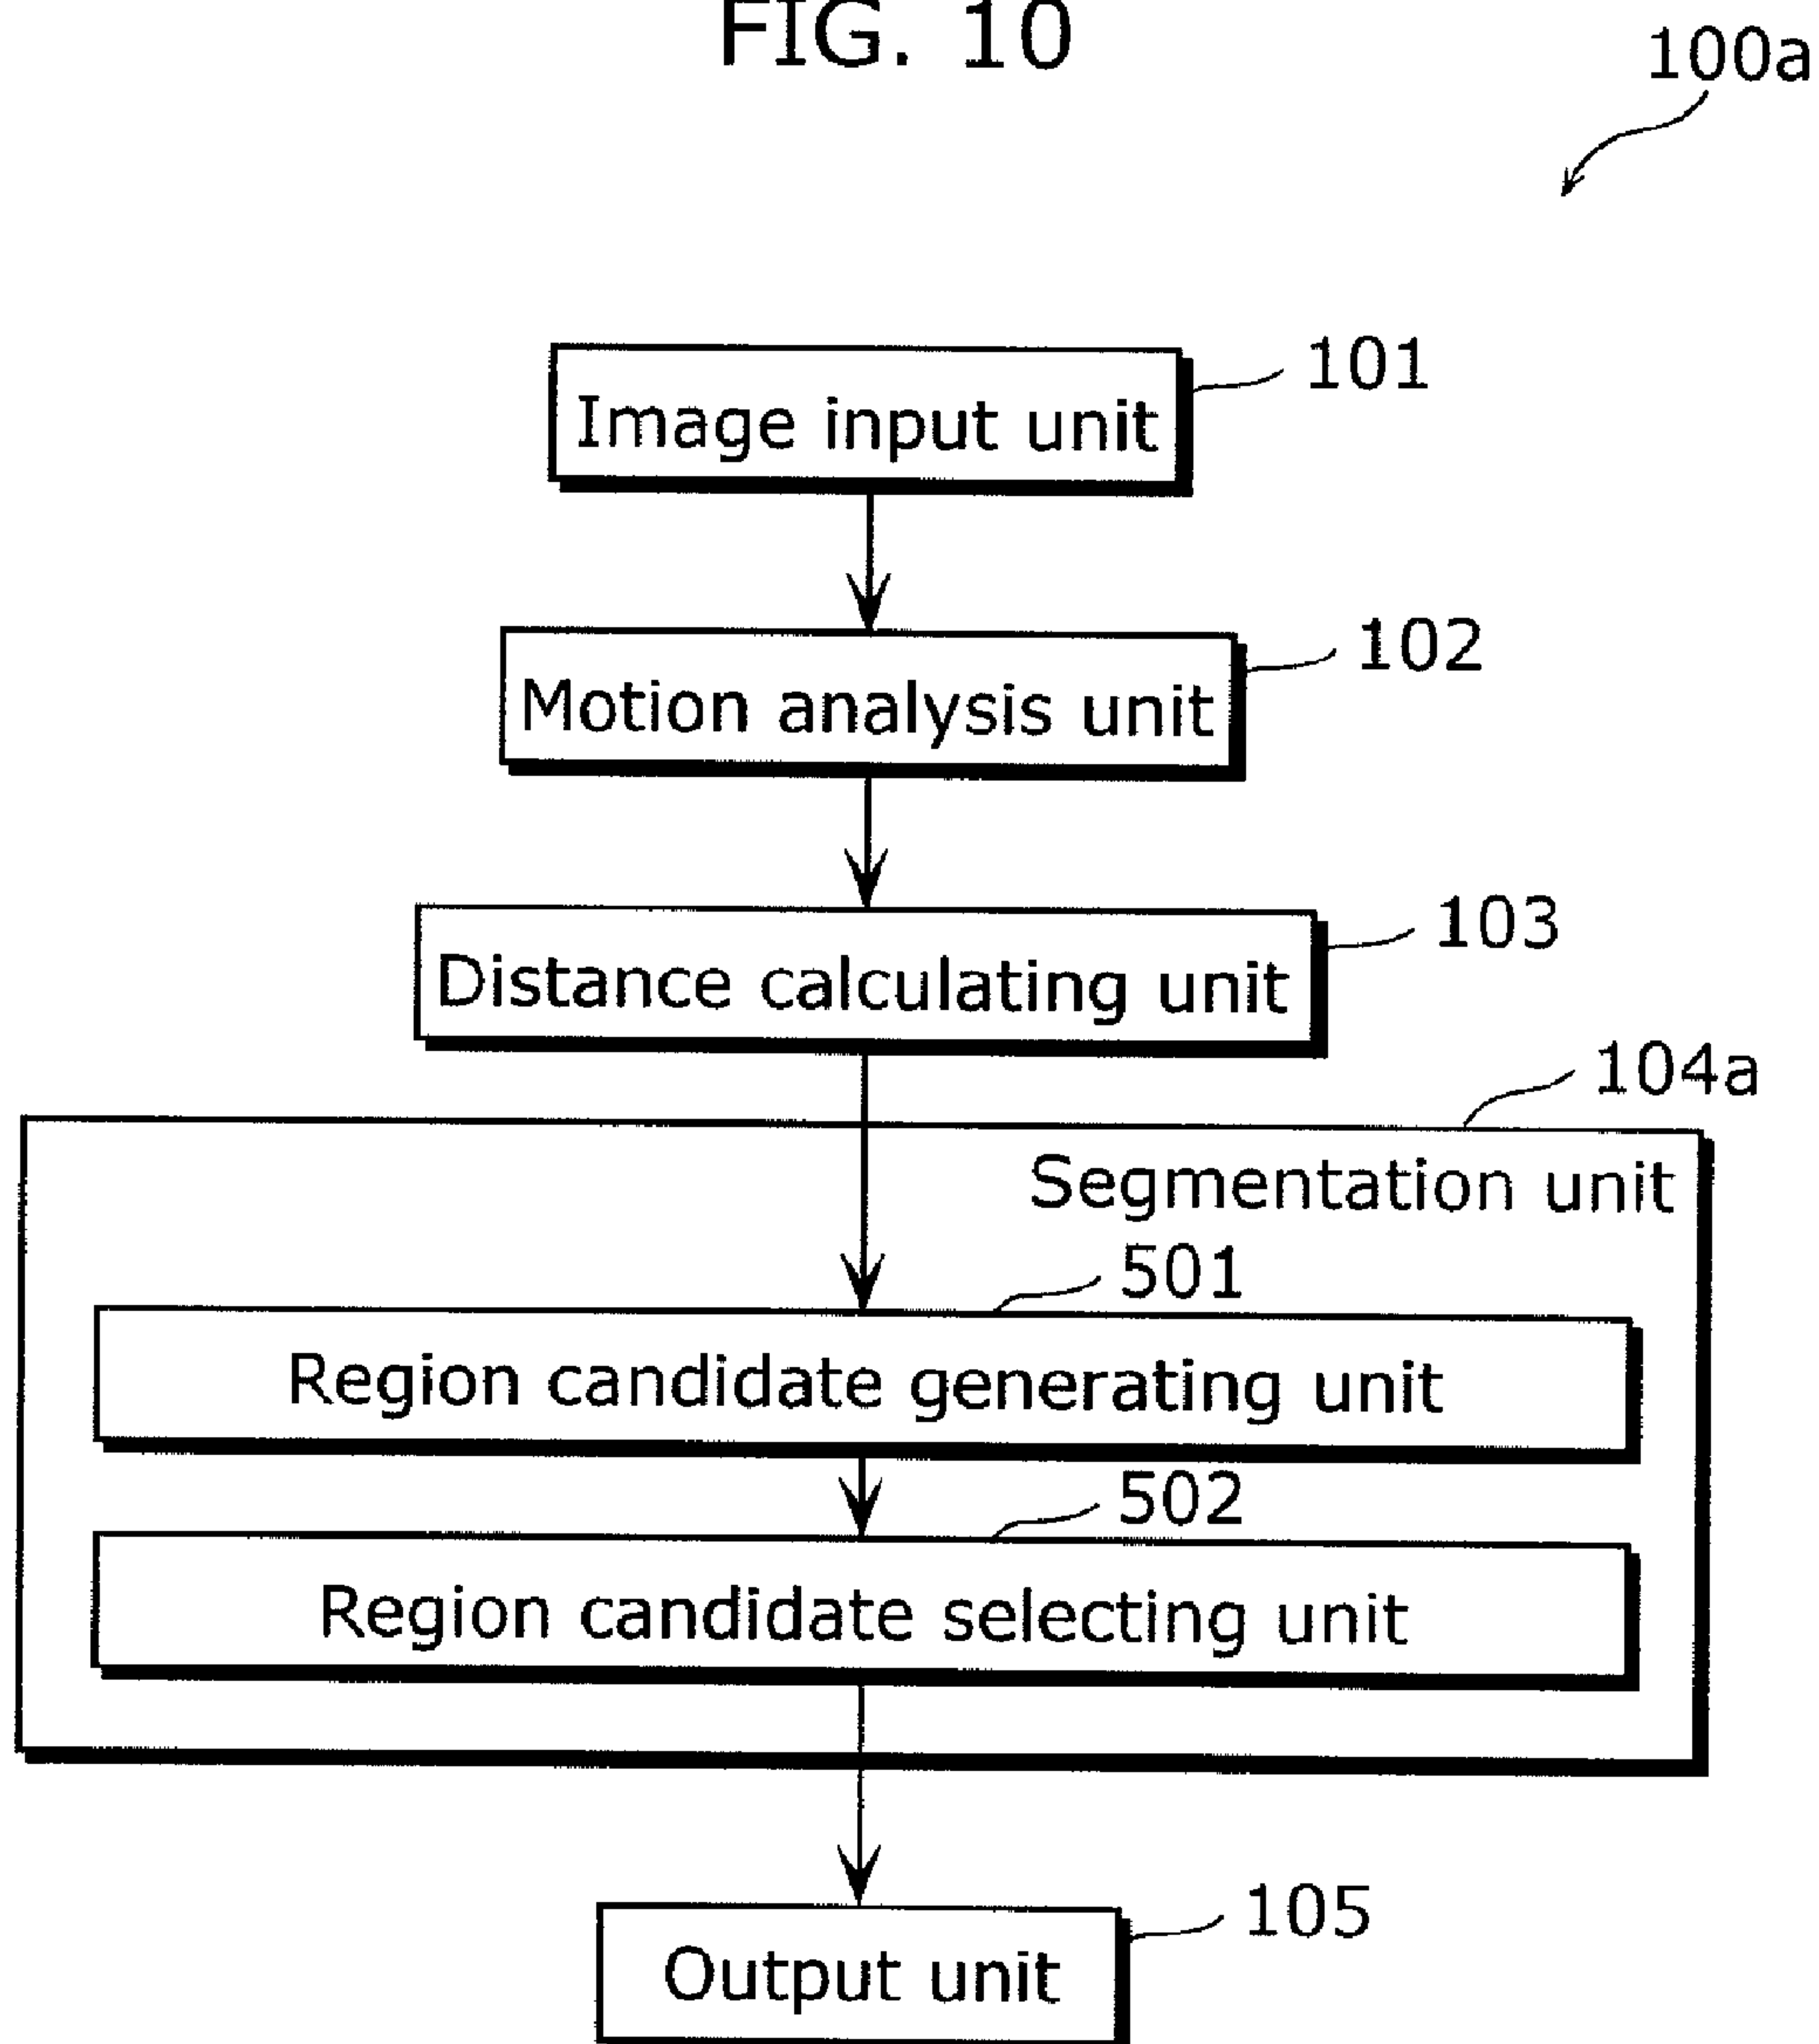 FIG. 10
100a
101
Image input unit
102
Motion analysis unit
103
Distance calculating unit
104a
Segmentation unit
501
Region candidate generating unit
502
Region candidate selecting unit
105
Output unit